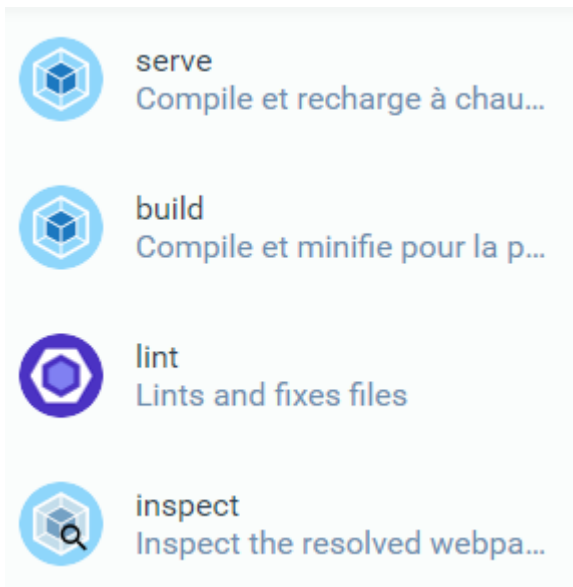 serve
Compile et recharge à chau...
build
Compile et minifie pour la p...
lint
Lints and fixes files
inspect
Inspect the resolved webpa...